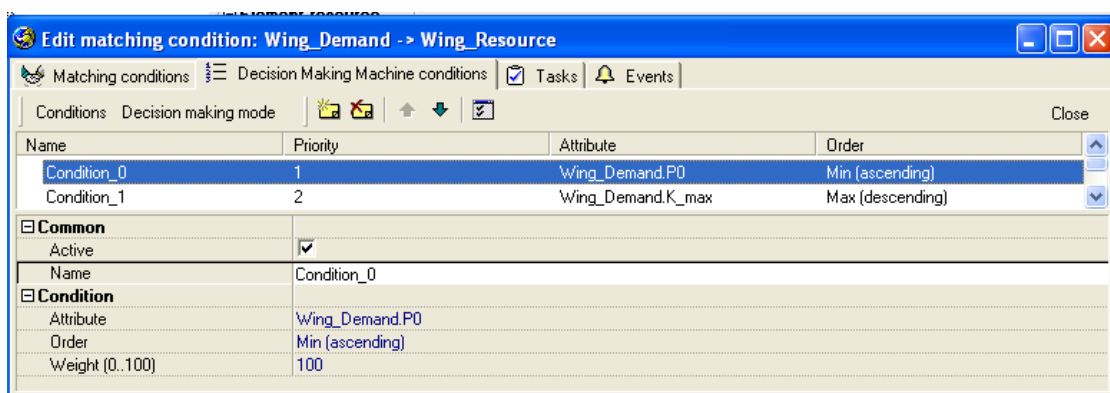 Element resource
Edit matching condition: Wing_Demand -> Wing_Resource
Matching conditions Decision Making Machine conditions Tasks Events
Conditions Decision making mode Close
Name Priority Attribute Order
Condition_0 1 Wing_Demand.P0 Min (ascending)
Condition_1 2 Wing_Demand.K_max Max (descending)
Common
Active
Name Condition_0
Condition
Attribute Wing_Demand.P0
Order Min (ascending)
Weight (0..100) 100